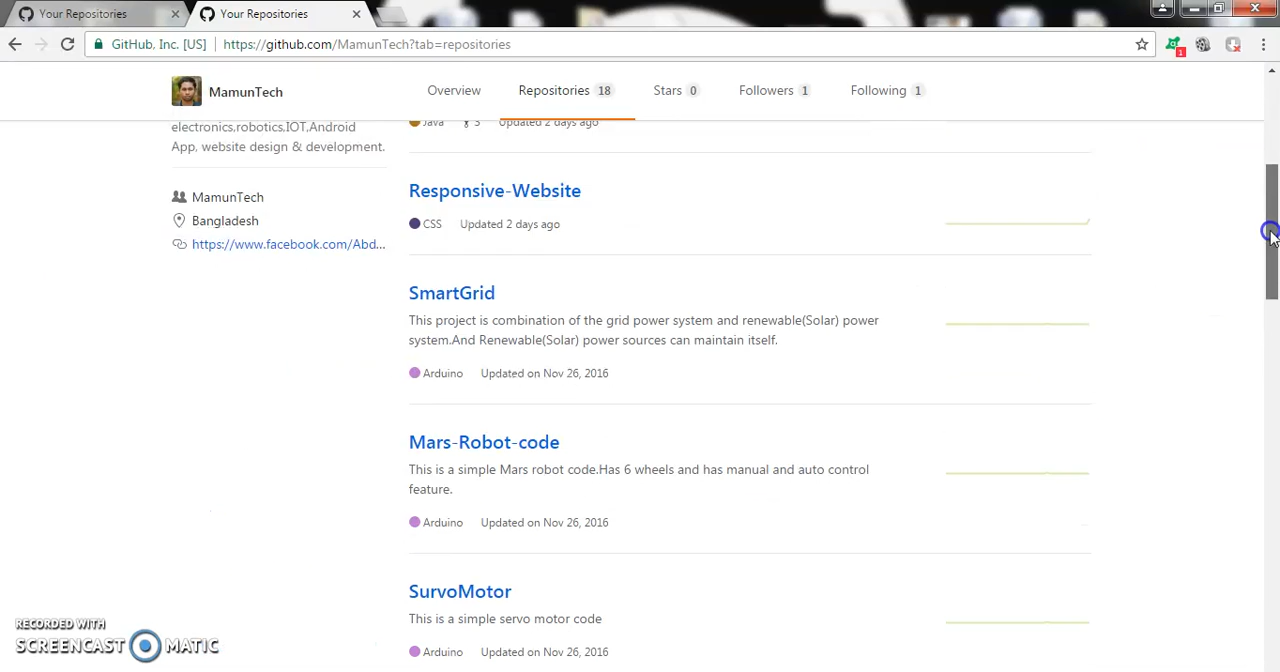 Your Repositories
Your Repositories
GitHub, Inc. [US]
https://github.com/MamunTech?tab=repositories
1
MamunTech
Overview
Repositories 18
Stars 0
Followers 1
Following 1
electronics,robotics,IOT,Android
App, website design & development.
MamunTech
Bangladesh
https://www.facebook.com/Abd...
Java 3 Updated 2 days ago
Responsive-Website
CSS Updated 2 days ago
SmartGrid
This project is combination of the grid power system and renewable(Solar) power
system.And Renewable(Solar) power sources can maintain itself.
Arduino Updated on Nov 26, 2016
Mars-Robot-code
This is a simple Mars robot code.Has 6 wheels and has manual and auto control
feature.
Arduino Updated on Nov 26, 2016
SurvoMotor
This is a simple servo motor code
Arduino Updated on Nov 26, 2016
RECORDED WITH
SCREENCAST MATIC